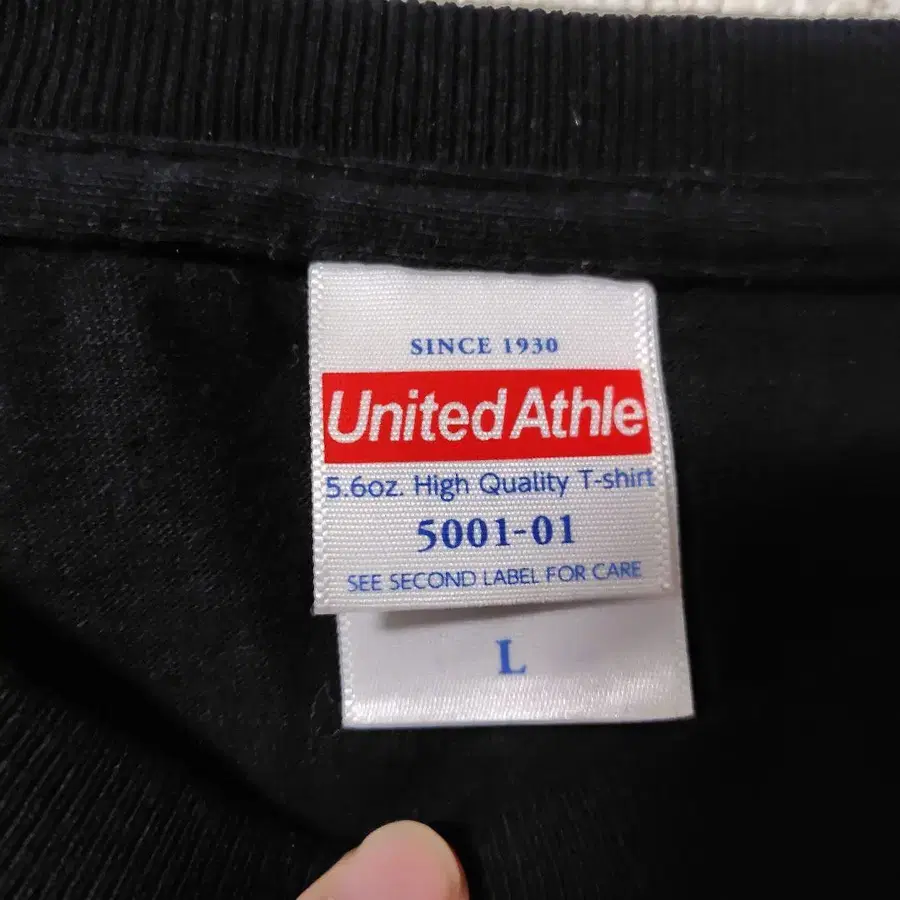 SINCE 1930
United Athle
5.6oz. High Quality T-shirt
5001-01
SEE SECOND LABEL FOR CARE
L